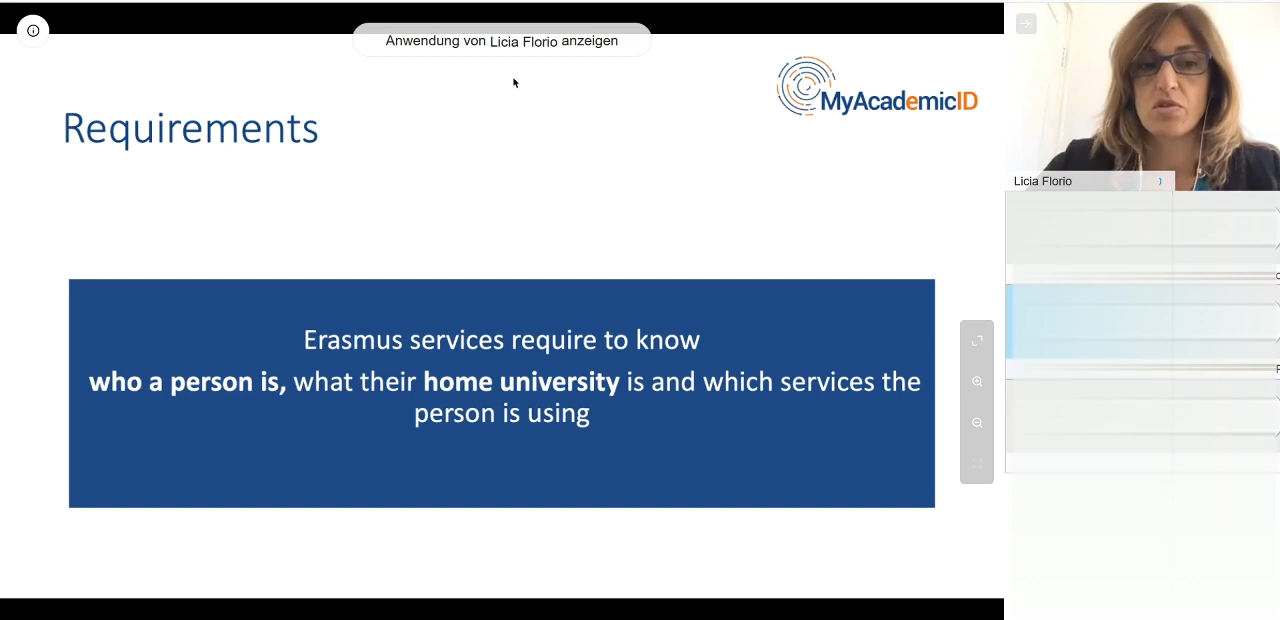 Anwendung von Licia Florio anzeigen
MyAcademicID
Requirements
Erasmus services require to know
who a person is, what their home university is and which services the
person is using
Licia Florio